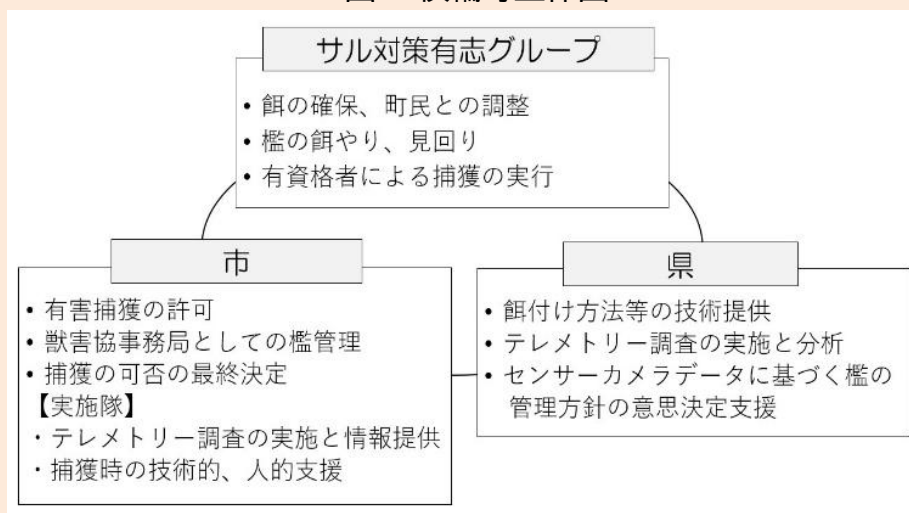 サル対策有志グループ
• 餌の確保、町民との調整
• 檻の餌やり、見回り
• 有資格者による捕獲の実行
市
• 有害捕獲の許可
• 獣害協事務局としての檻管理
• 捕獲の可否の最終決定
【実施隊】
・テレメトリー調査の実施と情報提供
・捕獲時の技術的、人的支援
県
• 餌付け方法等の技術提供
• テレメトリー調査の実施と分析
• センサーカメラデータに基づく檻の
管理方針の意思決定支援